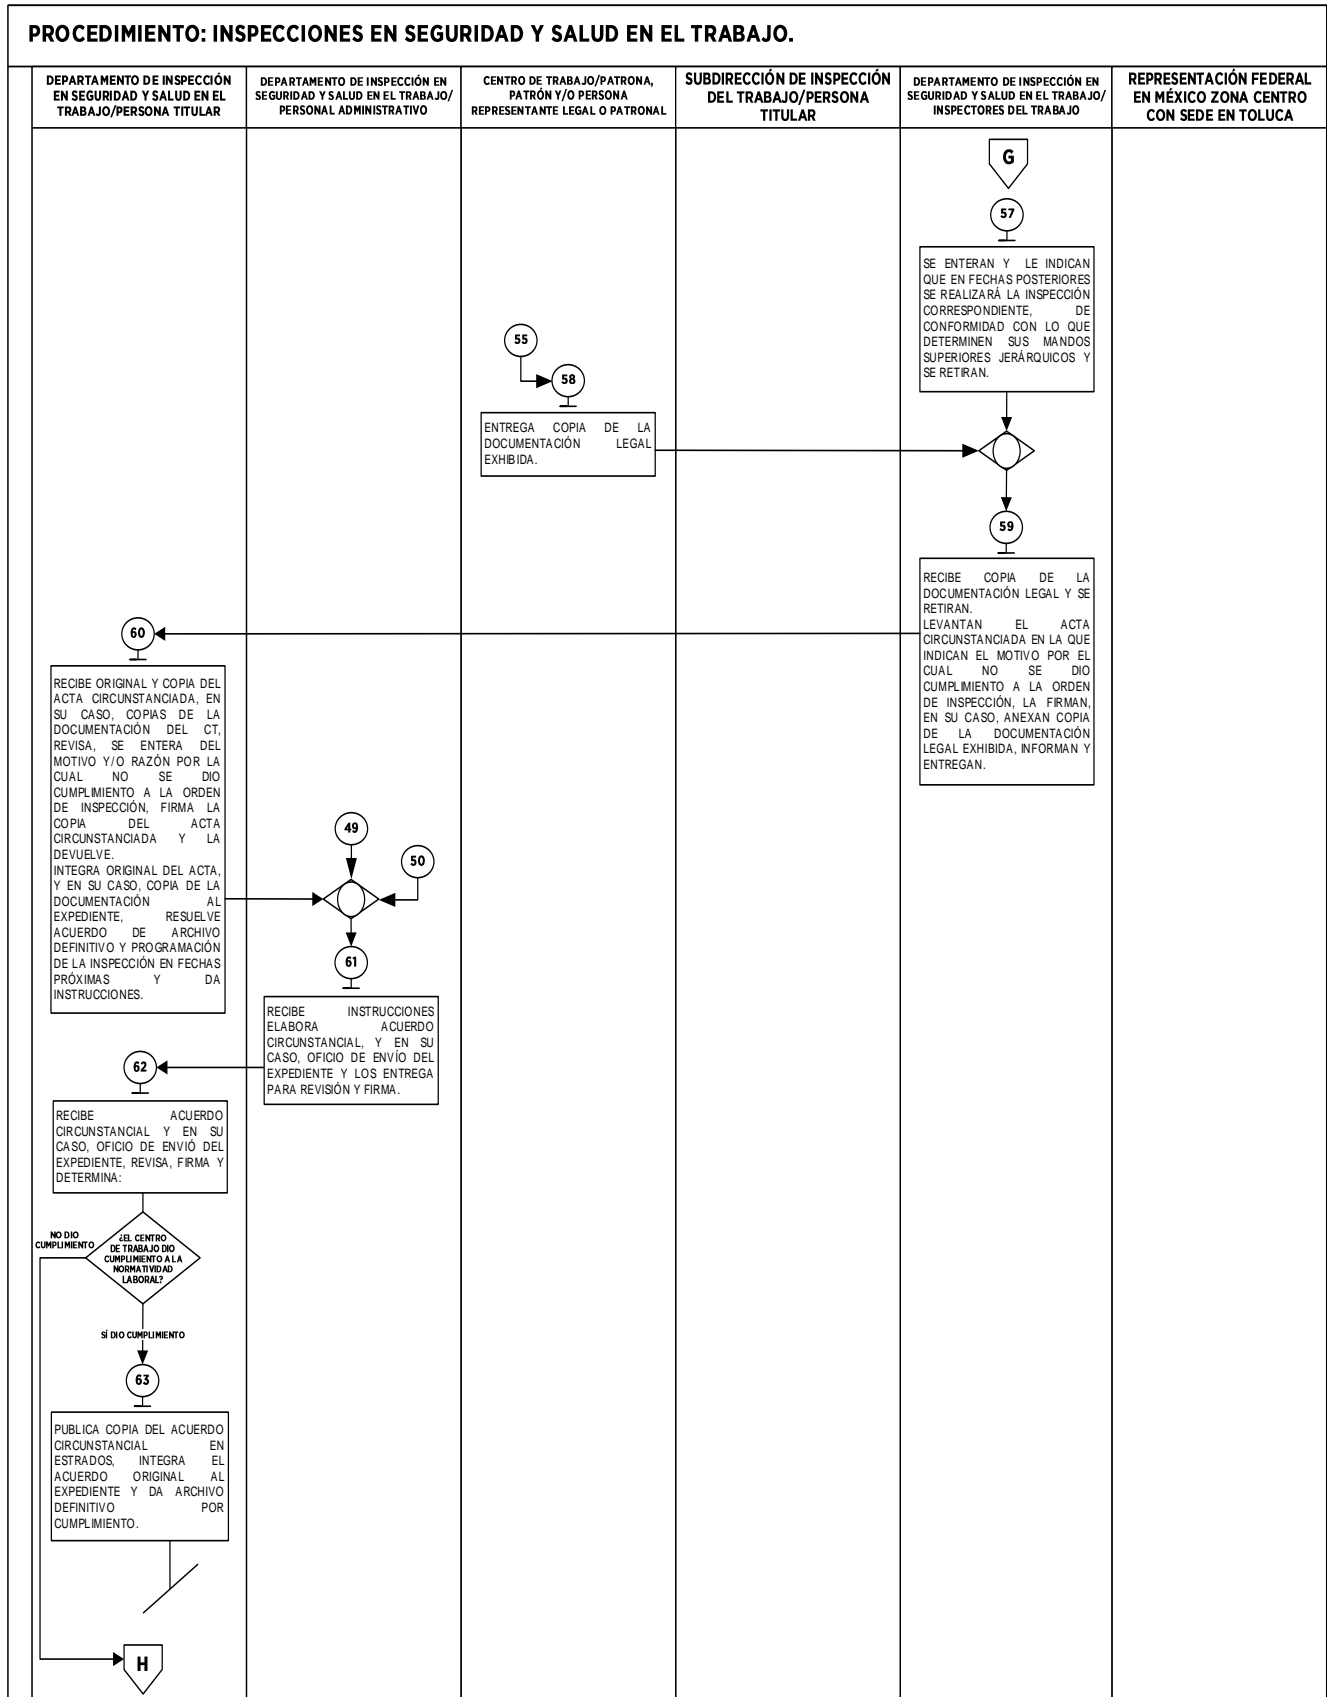 PROCEDIMIENTO: INSPECCIONES EN SEGURIDAD Y SALUD EN EL TRABAJO.
DEPARTAMENTO DE INSPECCIÓN
EN SEGURIDAD Y SALUD EN EL
TRABAJO/PERSONA TITULAR
DEPARTAMENTO DE INSPECCIÓN EN
SEGURIDAD Y SALUD EN EL TRABAJO/
PERSONAL ADMINISTRATIVO
CENTRO DE TRABAJO/PATRONA,
PATRÓN Y/O PERSONA
REPRESENTANTE LEGAL O PATRONAL
SUBDIRECCIÓN DE INSPECCIÓN
DEL TRABAJO/PERSONA
TITULAR
DEPARTAMENTO DE INSPECCIÓN EN
SEGURIDAD Y SALUD EN EL TRABAJO/
INSPECTORES DEL TRABAJO
REPRESENTACIÓN FEDERAL
EN MÉXICO ZONA CENTRO
CON SEDE EN TOLUCA
G
57
SE ENTERAN Y LE INDICAN
QUE EN FECHAS POSTERIORES
SE REALIZARÁ LA INSPECCIÓN
CORRESPONDIENTE, DE
CONFORMIDAD CON LO QUE
DETERMINEN SUS MANDOS
SUPERIORES JERÁRQUICOS Y
SE RETIRAN.
55
58
ENTREGA COPIA DE LA
DOCUMENTACIÓN LEGAL
EXHIBIDA.
59
RECIBE COPIA DE LA
DOCUMENTACIÓN LEGAL Y SE
RETIRAN.
LEVANTAN EL ACTA
CIRCUNSTANCIADA EN LA QUE
INDICAN EL MOTIVO POR EL
CUAL NO SE DIO
CUMPLIMIENTO A LA ORDEN
DE INSPECCIÓN, LA FIRMAN,
EN SU CASO, ANEXAN COPIA
DE LA DOCUMENTACIÓN
LEGAL EXHIBIDA, INFORMAN Y
ENTREGAN.
60
RECIBE ORIGINAL Y COPIA DEL
ACTA CIRCUNSTANCIADA, EN
SU CASO, COPIAS DE LA
DOCUMENTACIÓN DEL CT,
REVISA, SE ENTERA DEL
MOTIVO Y/O RAZÓN POR LA
CUAL NO SE DIO
CUMPLIMIENTO A LA ORDEN
DE INSPECCIÓN, FIRMA LA
COPIA DEL ACTA
CIRCUNSTANCIADA Y LA
DEVUELVE.
INTEGRA ORIGINAL DEL ACTA,
Y EN SU CASO, COPIA DE LA
DOCUMENTACIÓN AL
EXPEDIENTE, RESUELVE
ACUERDO DE ARCHIVO
DEFINITIVO Y PROGRAMACIÓN
DE LA INSPECCIÓN EN FECHAS
PRÓXIMAS Y DA
INSTRUCCIONES.
49
50
61
RECIBE INSTRUCCIONES
ELABORA ACUERDO
CIRCUNSTANCIAL, Y EN SU
CASO, OFICIO DE ENVÍO DEL
EXPEDIENTE Y LOS ENTREGA
PARA REVISIÓN Y FIRMA.
62
RECIBE ACUERDO
CIRCUNSTANCIAL Y EN SU
CASO, OFICIO DE ENVIÓ DEL
EXPEDIENTE, REVISA, FIRMA Y
DETERMINA:
NO DIO
CUMPLIMIENTO
¿EL CENTRO
DE TRABAJO DIO
CUMPLIMIENTO A LA
NORMATIVIDAD
LABORAL?
SÍ DIO CUMPLIMIENTO
63
PUBLICA COPIA DEL ACUERDO
CIRCUNSTANCIAL EN
ESTRADOS, INTEGRA EL
ACUERDO ORIGINAL AL
EXPEDIENTE Y DA ARCHIVO
DEFINITIVO POR
CUMPLIMIENTO.
H